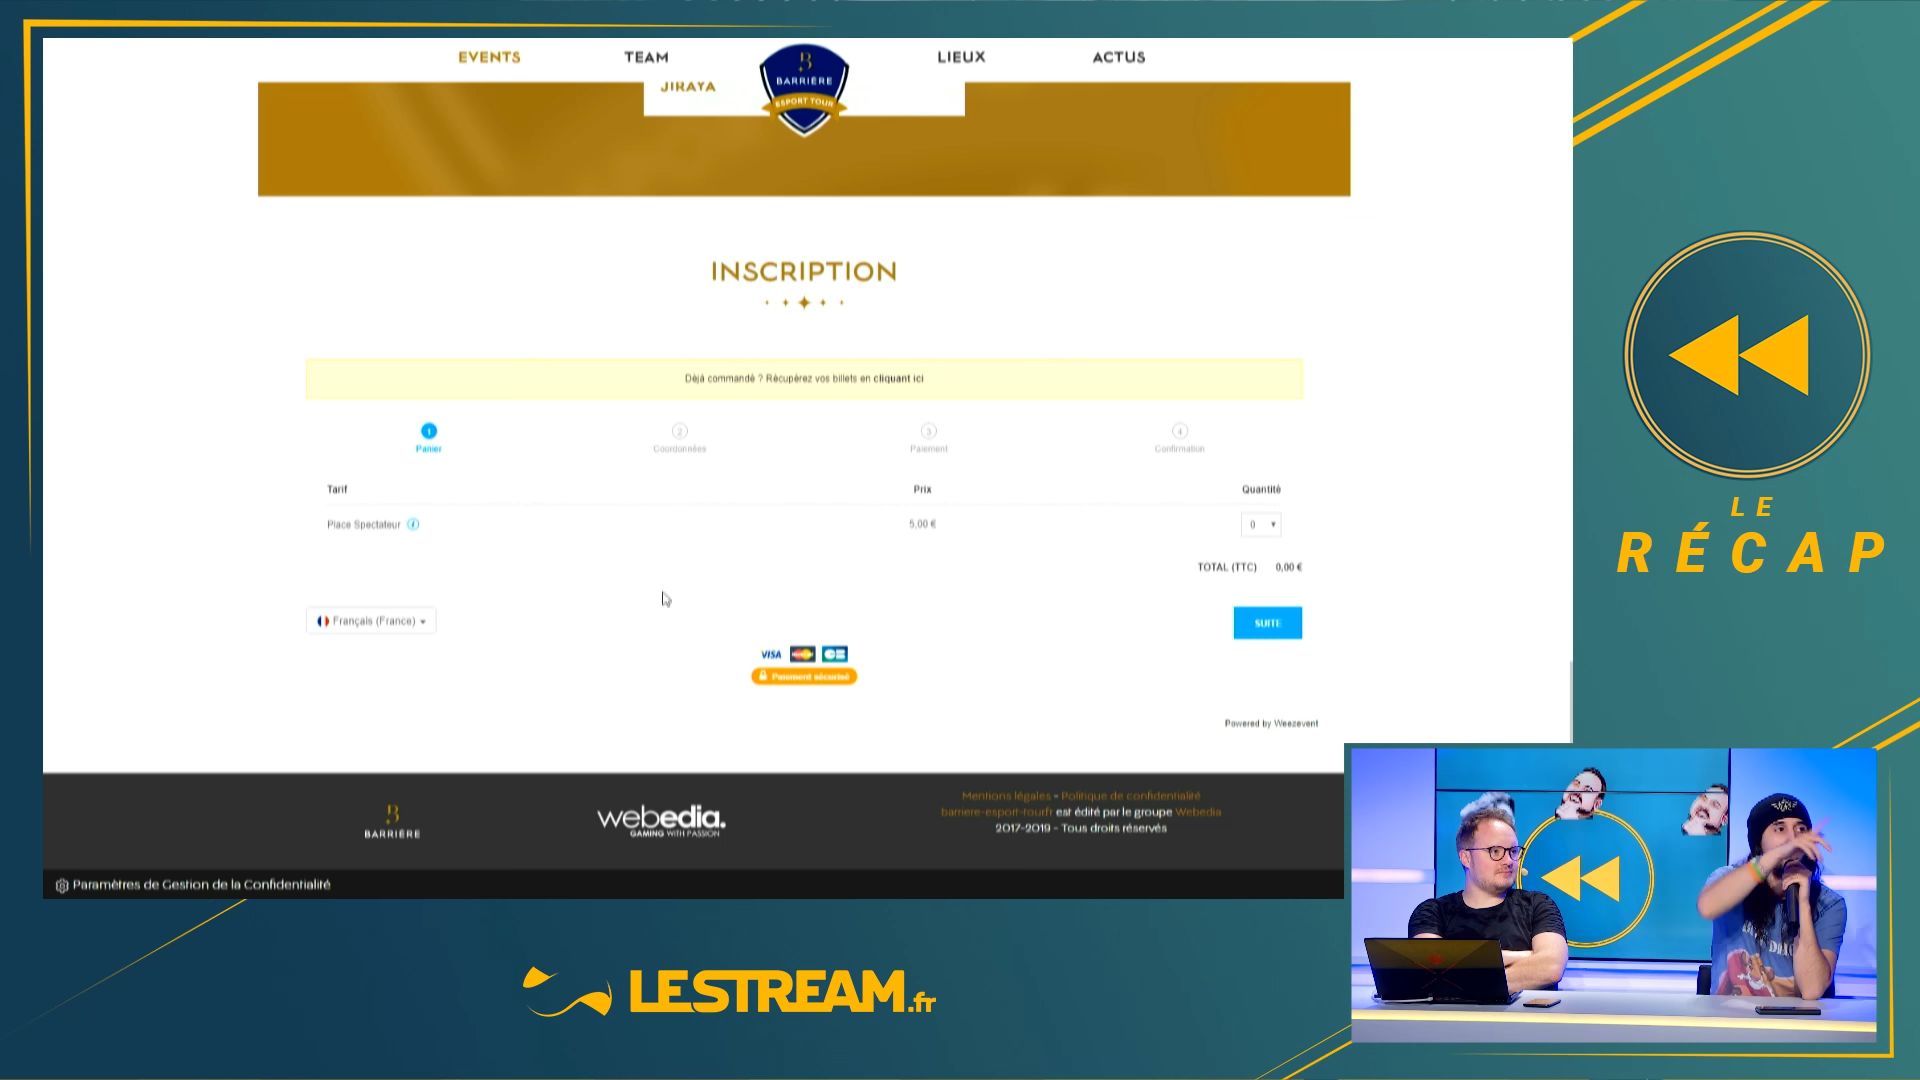 EVENTS
TEAM
LIEUX
ACTUS
B
BARRIÈRE
ESPORT TOUR
JIRAYA
INSCRIPTION
Déjà commandé ? Récupérez vos billets en cliquant ici
1
2
3
4
Panier
Coordonnées
Paiement
Confirmation
Tarif
Prix
Quantité
Place Spectateur i
5,00 €
0
TOTAL (TTC) 0,00 €
Français (France)
SUITE
VISA
Paiement sécurisé
Powered by Weezevent
B
BARRIÈRE
webedia.
GAMING WITH PASSION
Mentions légales - Politique de confidentialité
barriere-esport-tour.fr est édité par le groupe Webedia
2017-2019 - Tous droits réservés
Paramètres de Gestion de la Confidentialité
LE
RÉCAP
LESTREAM.fr